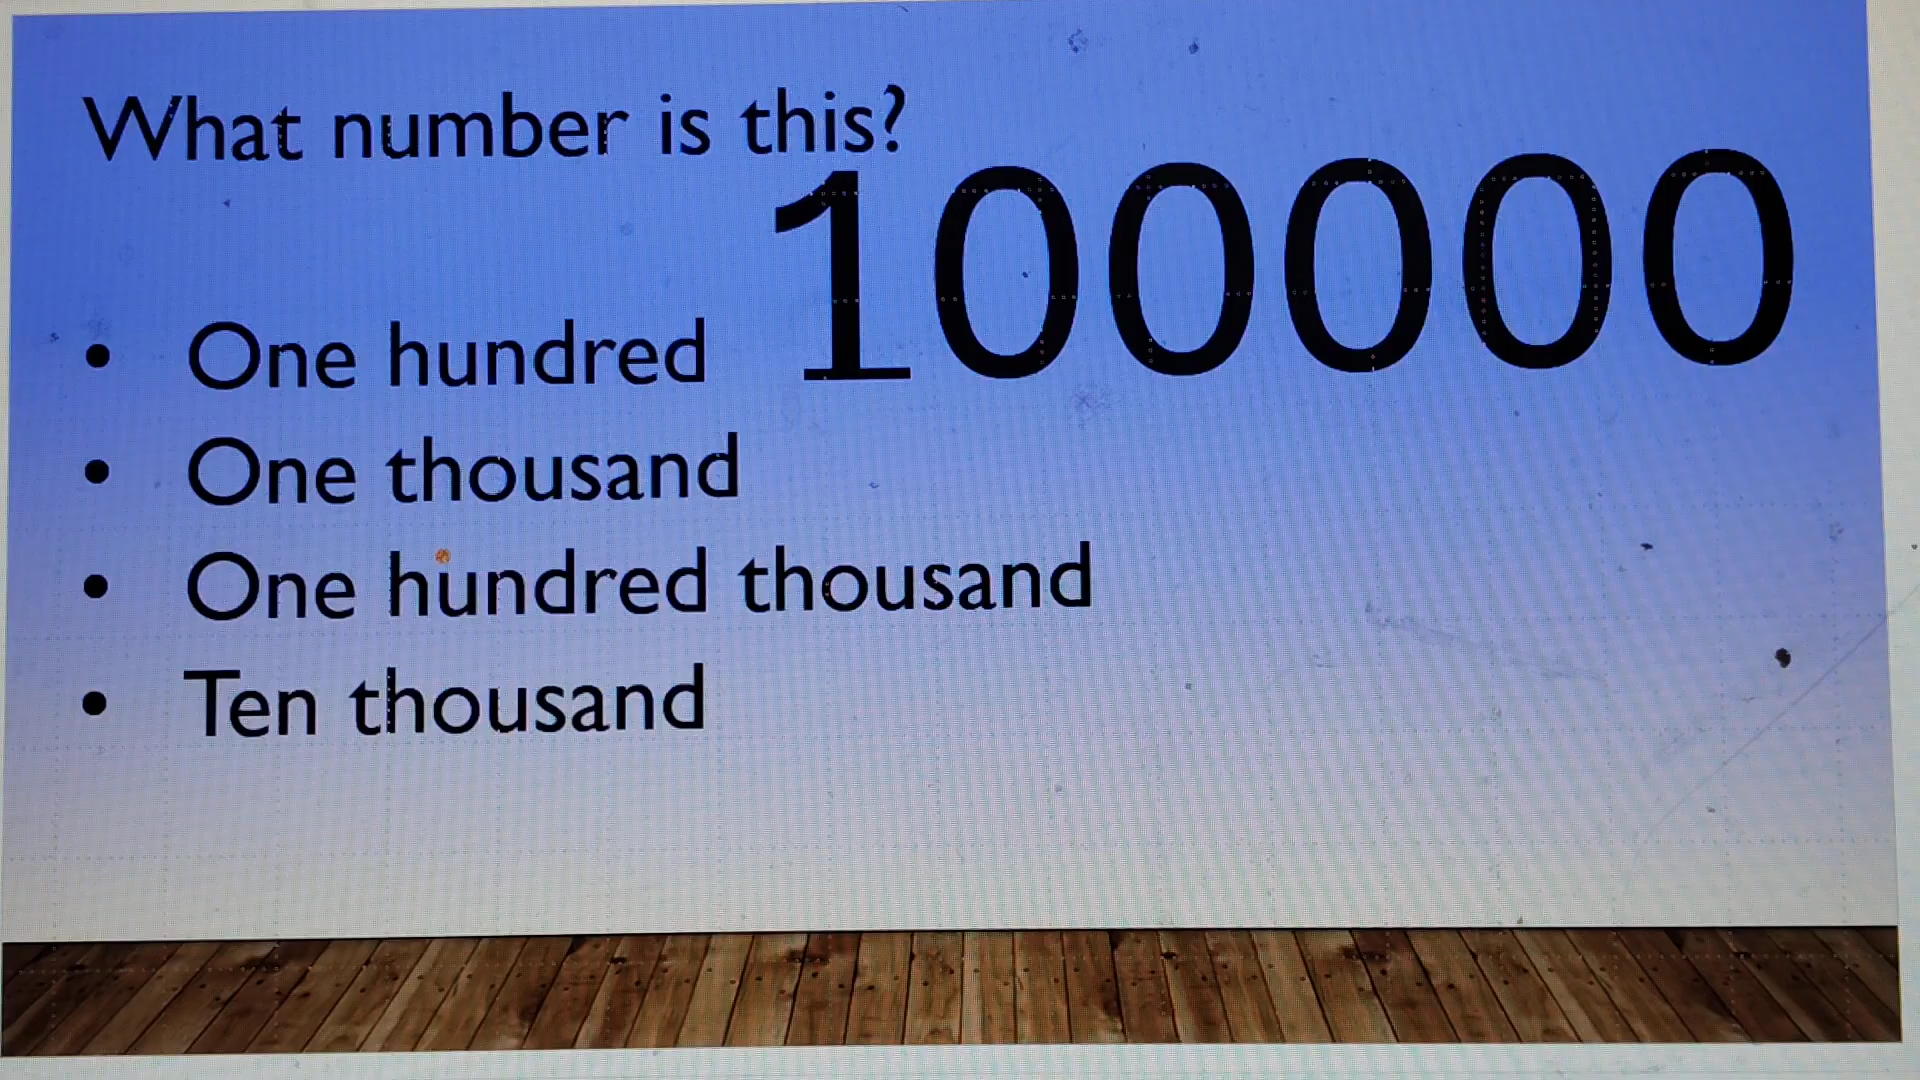 What number is this?
100000
• One hundred
• One thousand
• One hundred thousand
• Ten thousand